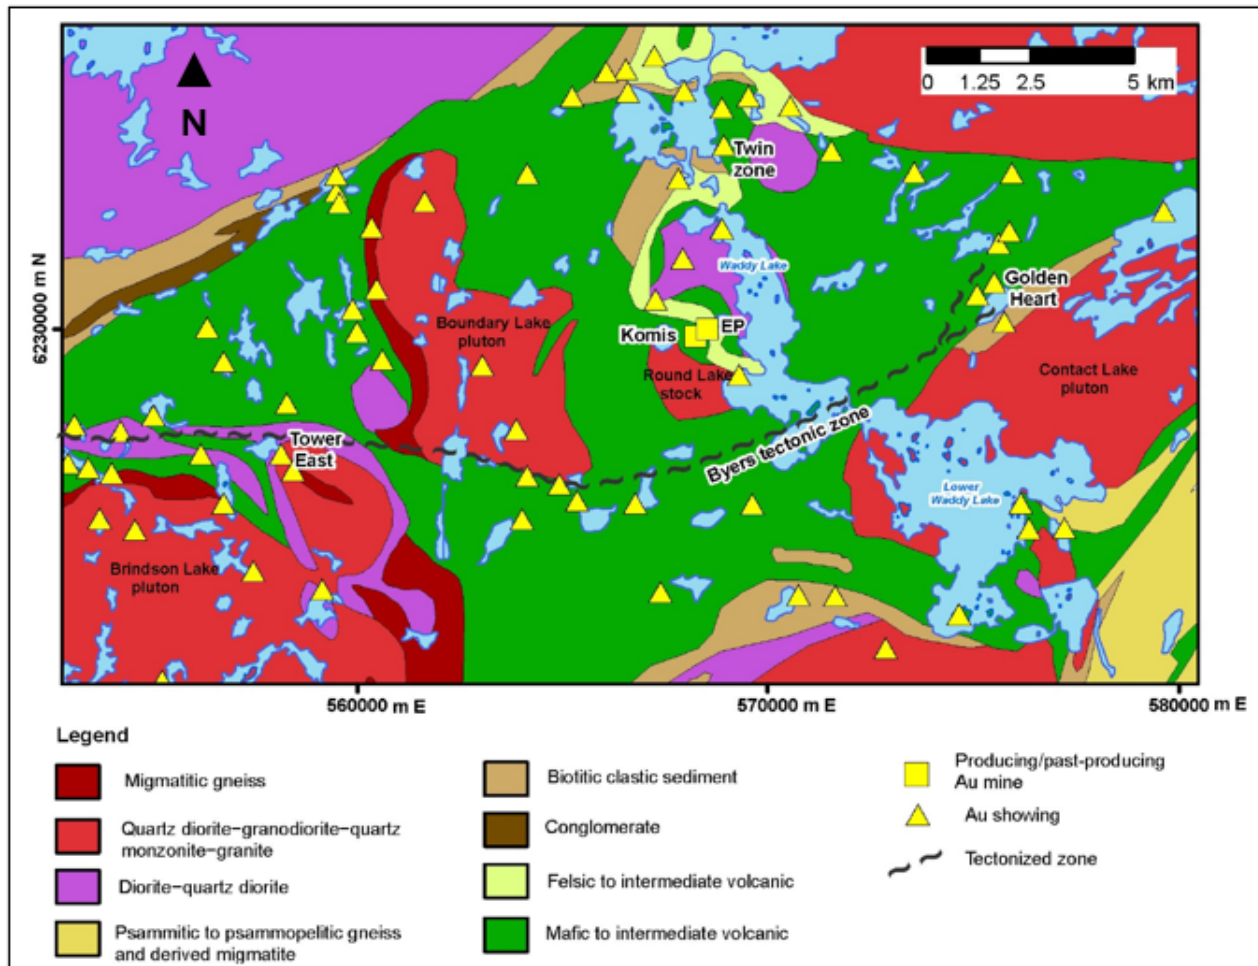 N
0 1.25 2.5 5 km
Twin
zone
Waddy Lake
Golden
Heart
6230000 m N
Boundary Lake
pluton
Komis
EP
Round Lake
stock
Contact Lake
pluton
Tower
East
Byers tectonic zone
Lower
Waddy Lake
Brindson Lake
pluton
560000 m E
570000 m E
580000 m E
Legend
Migmatitic gneiss
Quartz diorite-granodiorite-quartz
monzonite-granite
Diorite-quartz diorite
Psammitic to psammopelitic gneiss
and derived migmatite
Biotitic clastic sediment
Conglomerate
Felsic to intermediate volcanic
Mafic to intermediate volcanic
Producing/past-producing
Au mine
Au showing
Tectonized zone